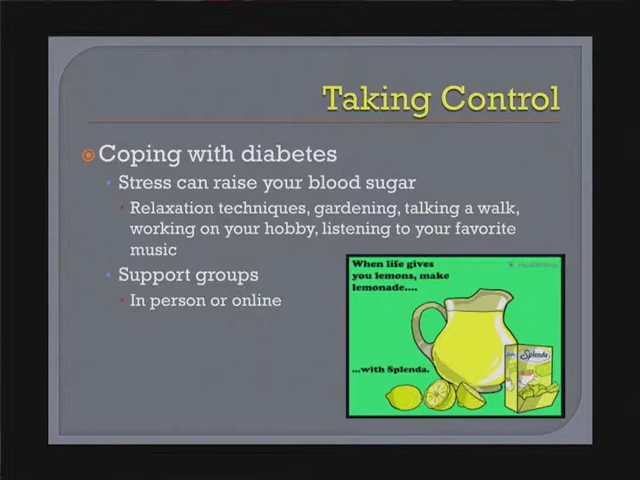 Taking Control
Coping with diabetes
Stress can raise your blood sugar
Relaxation techniques, gardening, talking a walk,
working on your hobby, listening to your favorite
music
Support groups
In person or online
When life gives
you lemons, make
lemonade....
...with Splenda.
Splenda